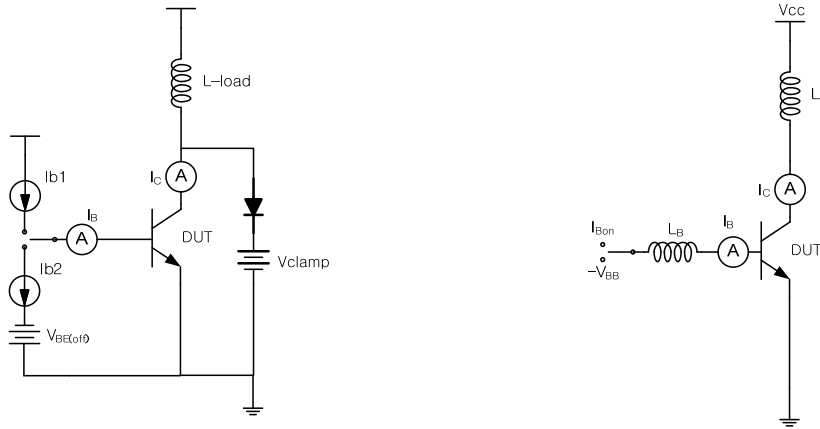 L-load
Ib1
IC
A
IB
A
DUT
Ib2
Vclamp
VBE(off)
Vcc
L
IC
A
IBon
LB
IB
A
DUT
-VBB